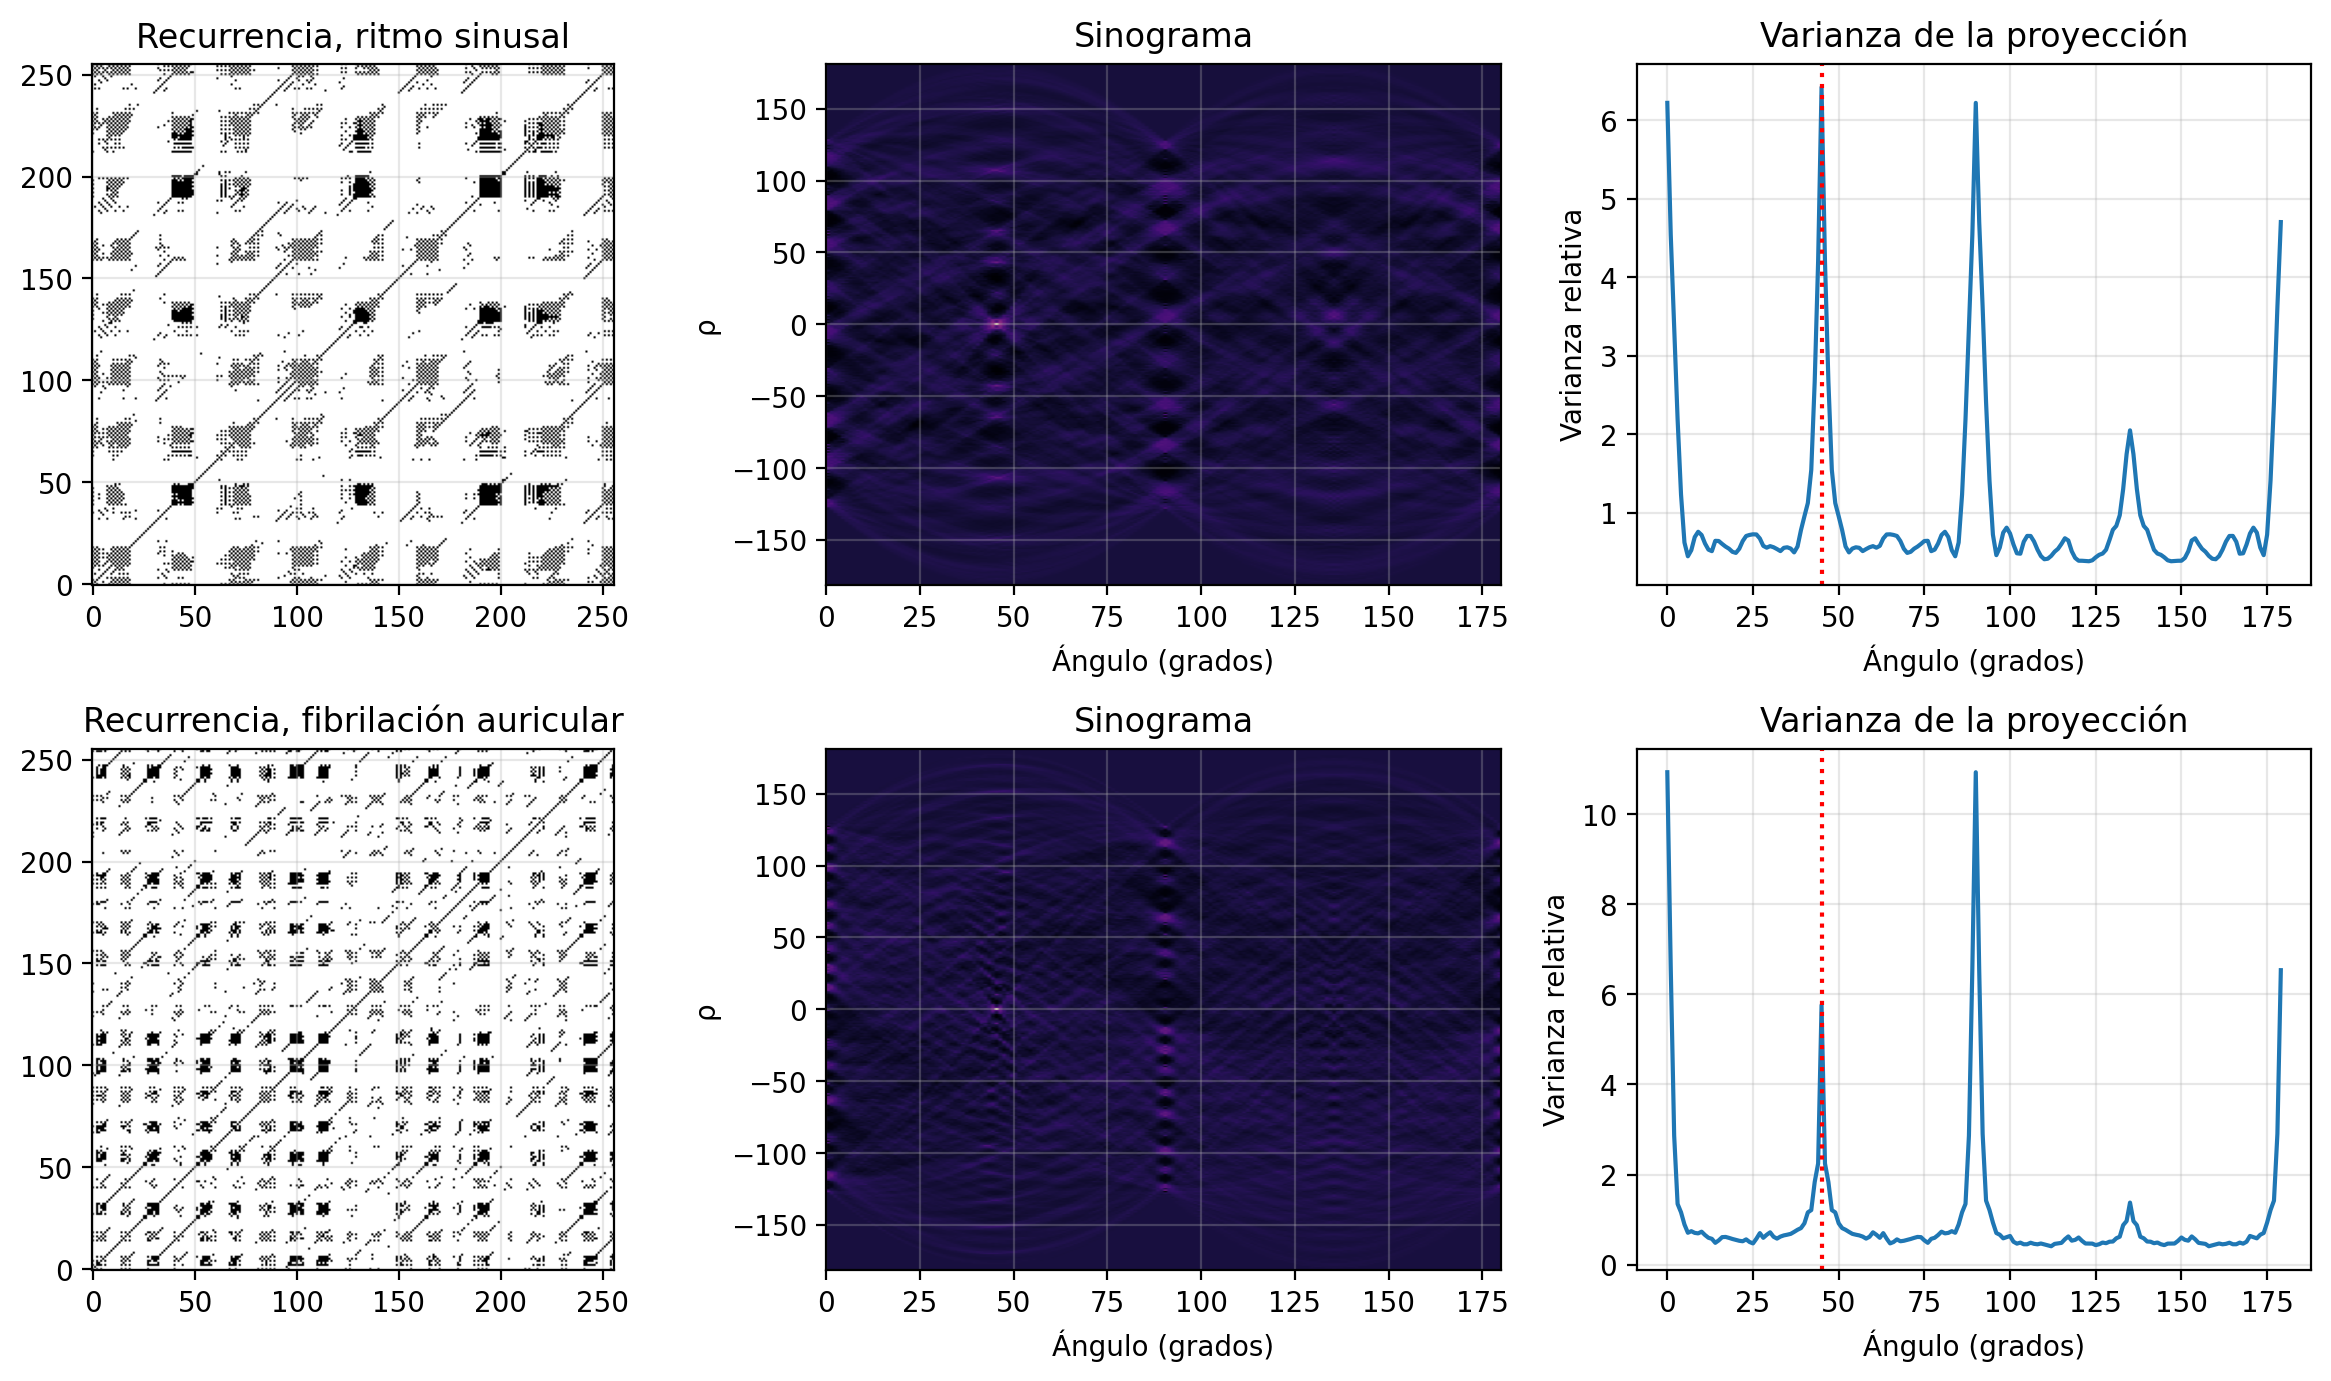 Recurrencia, ritmo sinusal
250
200
150
100
50
0
0 50 100 150 200 250
Sinograma
ρ
150
100
50
0
−50
−100
−150
0 25 50 75 100 125 150 175
Ángulo (grados)
Varianza de la proyección
Varianza relativa
6
5
4
3
2
1
0 25 50 75 100 125 150 175
Ángulo (grados)
Recurrencia, fibrilación auricular
250
200
150
100
50
0
0 50 100 150 200 250
Sinograma
ρ
150
100
50
0
−50
−100
−150
0 25 50 75 100 125 150 175
Ángulo (grados)
Varianza de la proyección
Varianza relativa
10
8
6
4
2
0
0 25 50 75 100 125 150 175
Ángulo (grados)